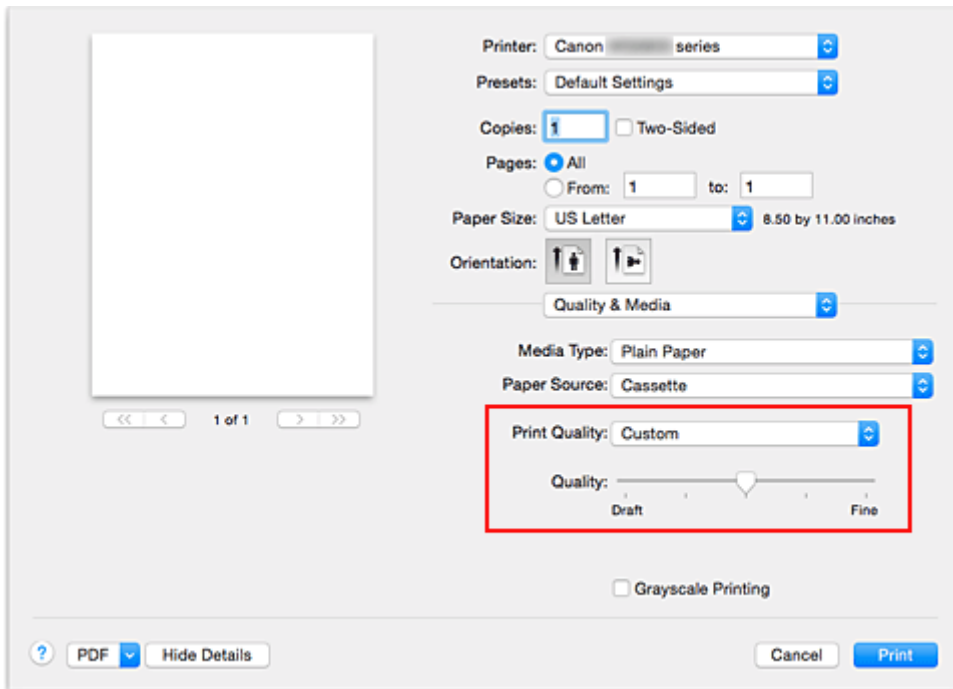 Printer: Canon series
Presets: Default Settings
Copies: 1 Two-Sided
Pages: All
From: 1 to: 1
Paper Size: US Letter 8.50 by 11.00 inches
Orientation:
Quality & Media
Media Type: Plain Paper
Paper Source: Cassette
1 of 1
Print Quality: Custom
Quality:
Draft Fine
Grayscale Printing
? PDF Hide Details Cancel Print